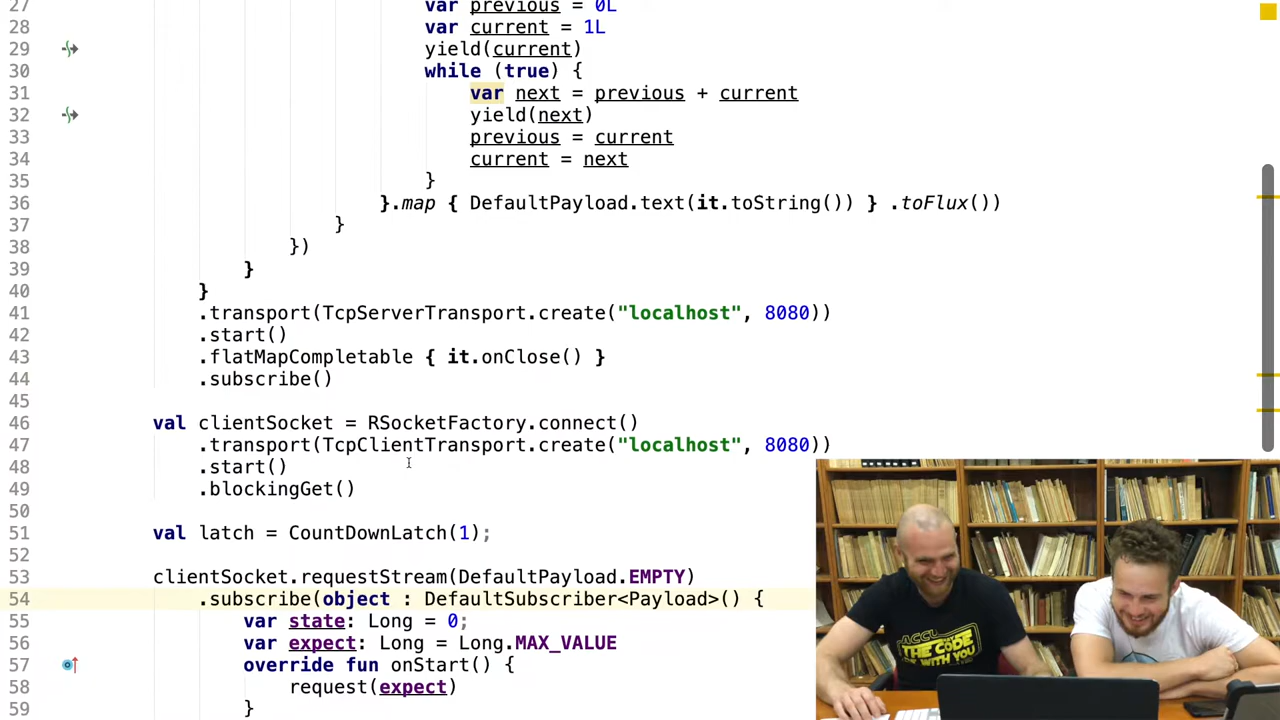 27 var previous = 0L
28 var current = 1L
29 yield(current)
30 while (true) {
31 var next = previous + current
32 yield(next)
33 previous = current
34 current = next
35 }
36 }.map { DefaultPayload.text(it.toString()) } .toFlux())
37 }
38 })
39 }
40 }
41 .transport(TcpServerTransport.create("localhost", 8080))
42 .start()
43 .flatMapCompletable { it.onClose() }
44 .subscribe()
45
46 val clientSocket = RSocketFactory.connect()
47 .transport(TcpClientTransport.create("localhost", 8080))
48 .start()
49 .blockingGet()
50
51 val latch = CountDownLatch(1);
52
53 clientSocket.requestStream(DefaultPayload.EMPTY)
54 .subscribe(object : DefaultSubscriber<Payload>() {
55 var state: Long = 0;
56 var expect: Long = Long.MAX_VALUE
57 override fun onStart() {
58 request(expect)
59 }
ACCU
THE CODE
WITH YOU